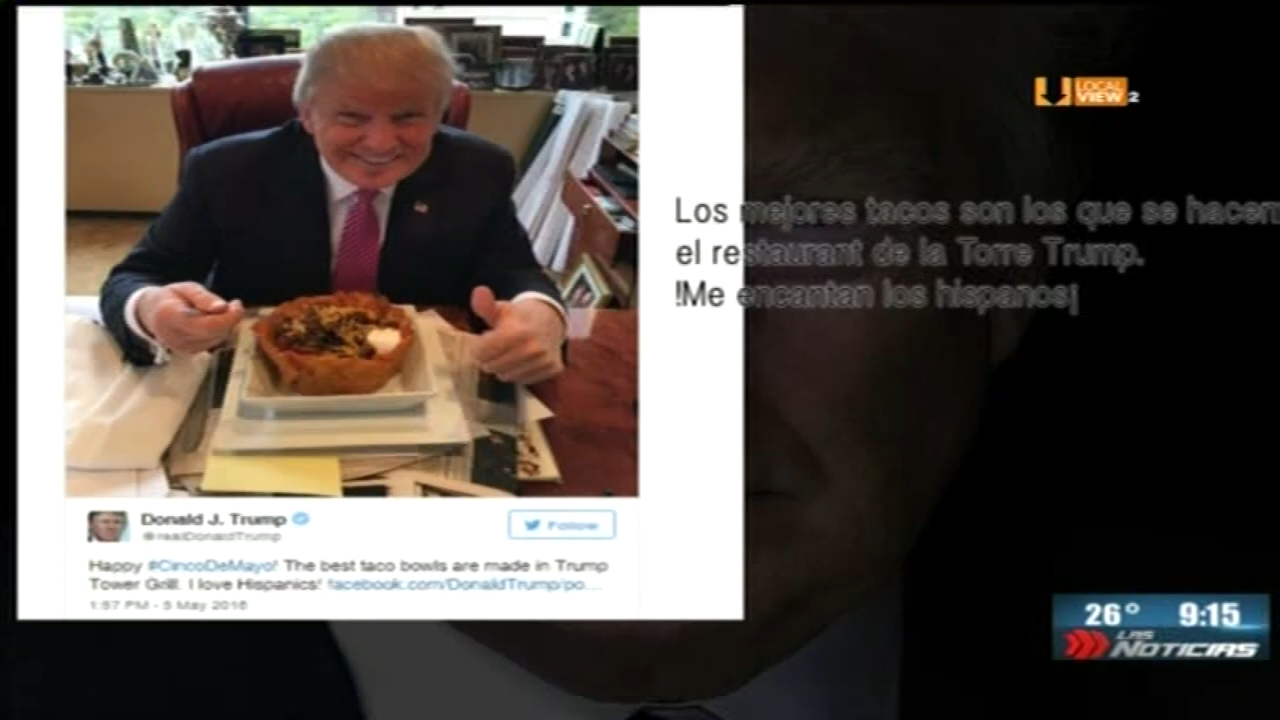 LOCAL
VIEW 2
Los mejores tacos son los que se hacen
el restaurant de la Torre Trump.
!Me encantan los hispanos¡
Donald J. Trump
@realDonaldTrump
Follow
Happy #CincoDeMayo! The best taco bowls are made in Trump
Tower Grill. I love Hispanics! facebook.com/DonaldTrump/po...
1:57 PM - 5 May 2016
26° 9:15
LAS
NOTICIAS